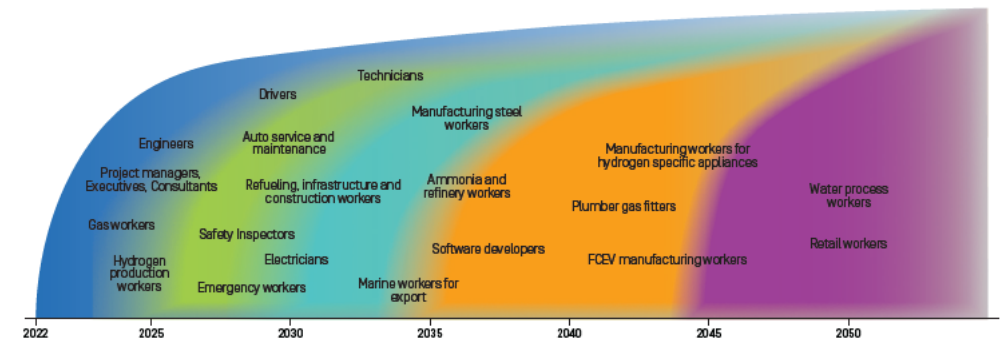 Technicians
Drivers
Manufacturing steel
workers
Engineers
Auto service and
maintenance
Manufacturing workers for
hydrogen specific appliances
Project managers,
Executives, Consultants
Refueling, infrastructure and
construction workers
Ammonia and
refinery workers
Water process
workers
Plumber gas fitters
Gas workers
Safety Inspectors
Software developers
Retail workers
Hydrogen
production
workers
Electricians
FCEV manufacturing workers
Emergency workers
Marine workers for
export
2022
2025
2030
2035
2040
2045
2050